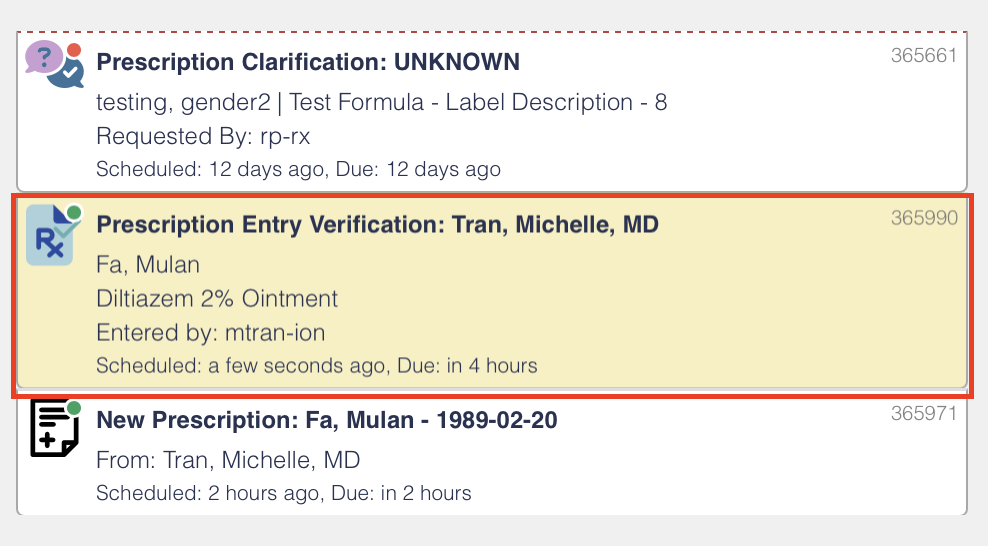 Prescription Clarification: UNKNOWN
365661
testing, gender2 | Test Formula - Label Description - 8
Requested By: rp-rx
Scheduled: 12 days ago, Due: 12 days ago
Prescription Entry Verification: Tran, Michelle, MD
365990
Fa, Mulan
Diltiazem 2% Ointment
Entered by: mtran-ion
Scheduled: a few seconds ago, Due: in 4 hours
New Prescription: Fa, Mulan - 1989-02-20
365971
From: Tran, Michelle, MD
Scheduled: 2 hours ago, Due: in 2 hours